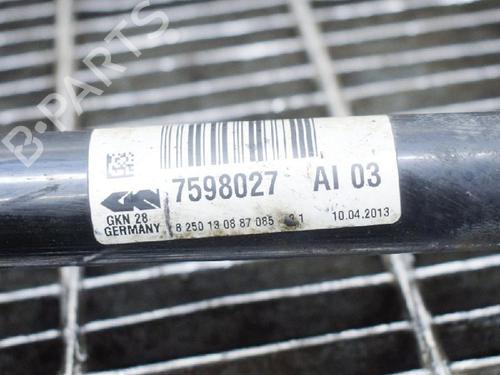 B-PARTS
7598027 AI 03
GKN 28
GERMANY
8 250 13 08 87 085 10.04.2013